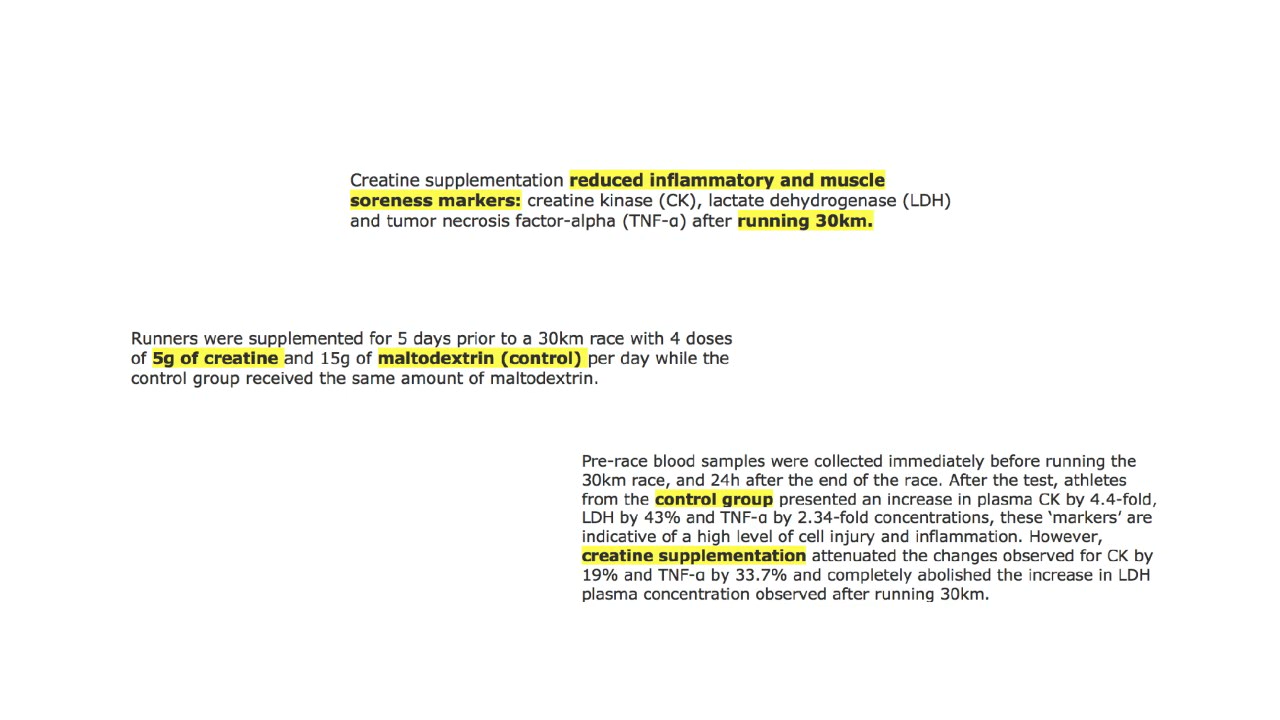 Creatine supplementation reduced inflammatory and muscle
soreness markers: creatine kinase (CK), lactate dehydrogenase (LDH)
and tumor necrosis factor-alpha (TNF-α) after running 30km.
Runners were supplemented for 5 days prior to a 30km race with 4 doses
of 5g of creatine and 15g of maltodextrin (control) per day while the
control group received the same amount of maltodextrin.
Pre-race blood samples were collected immediately before running the
30km race, and 24h after the end of the race. After the test, athletes
from the control group presented an increase in plasma CK by 4.4-fold,
LDH by 43% and TNF-α by 2.34-fold concentrations, these ‘markers’ are
indicative of a high level of cell injury and inflammation. However,
creatine supplementation attenuated the changes observed for CK by
19% and TNF-α by 33.7% and completely abolished the increase in LDH
plasma concentration observed after running 30km.